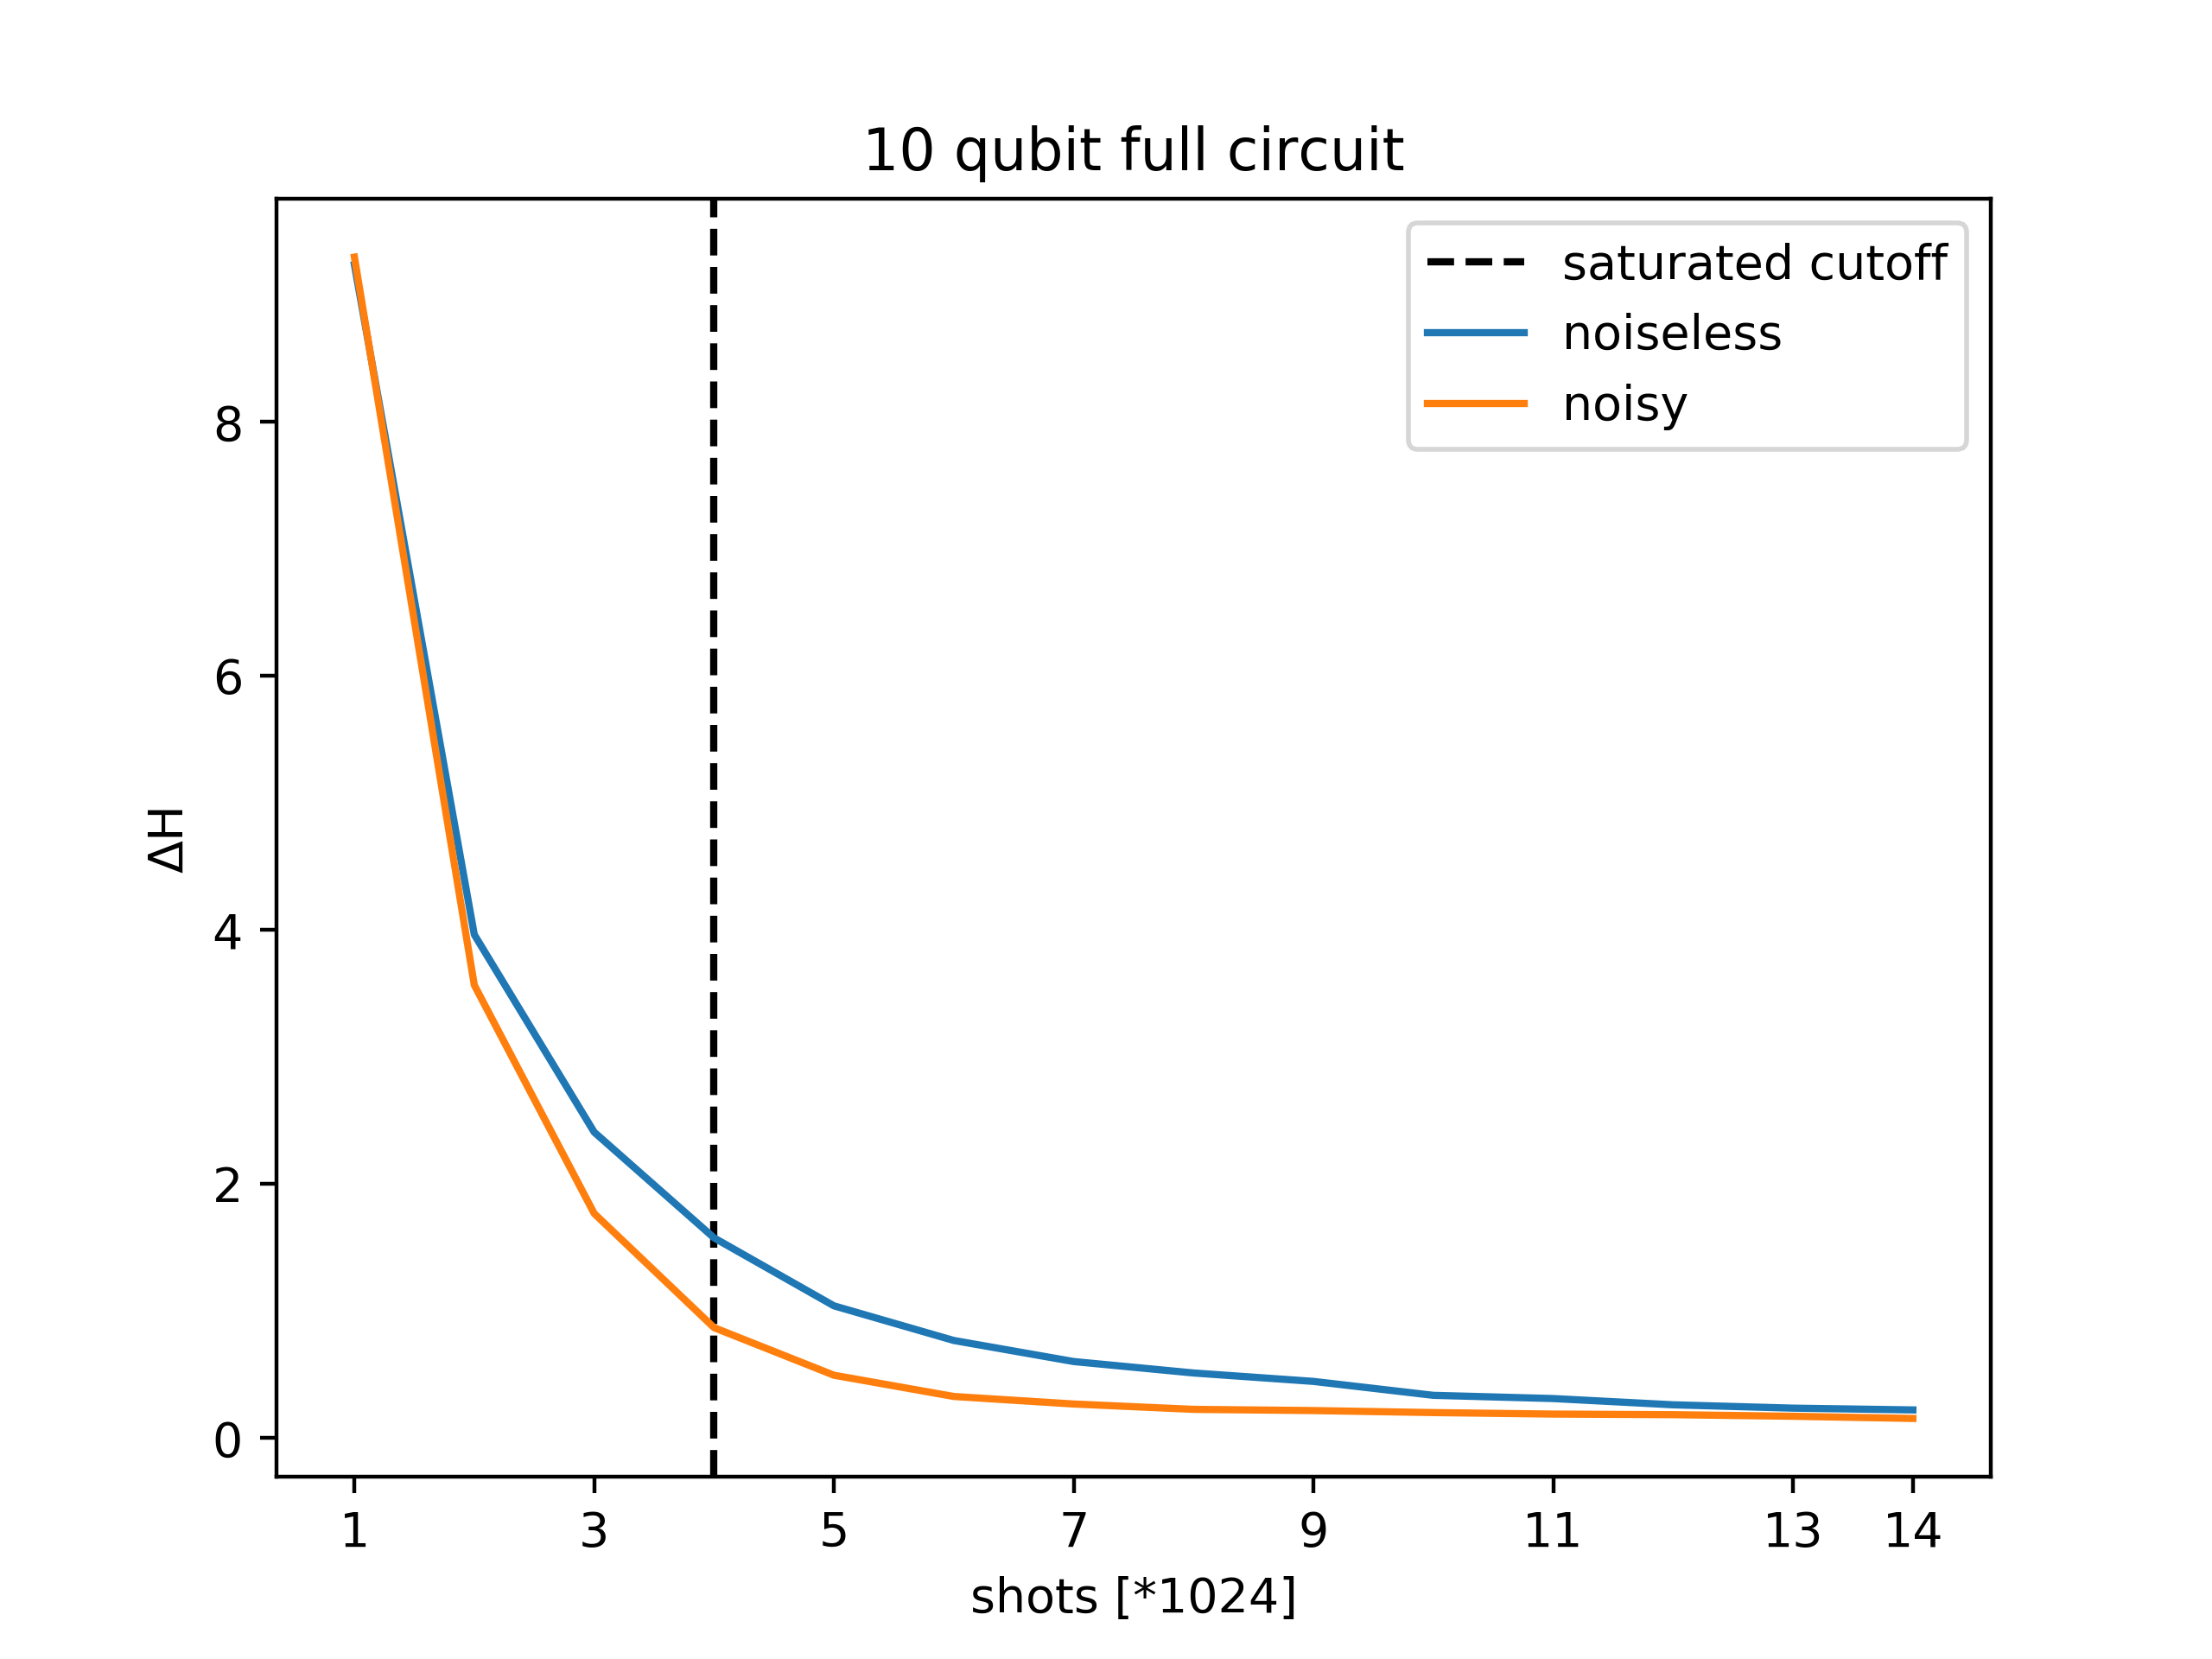 10 qubit full circuit
saturated cutoff
noiseless
noisy
8
6
4
2
0
ΔH
1 3 5 7 9 11 13 14
shots [*1024]